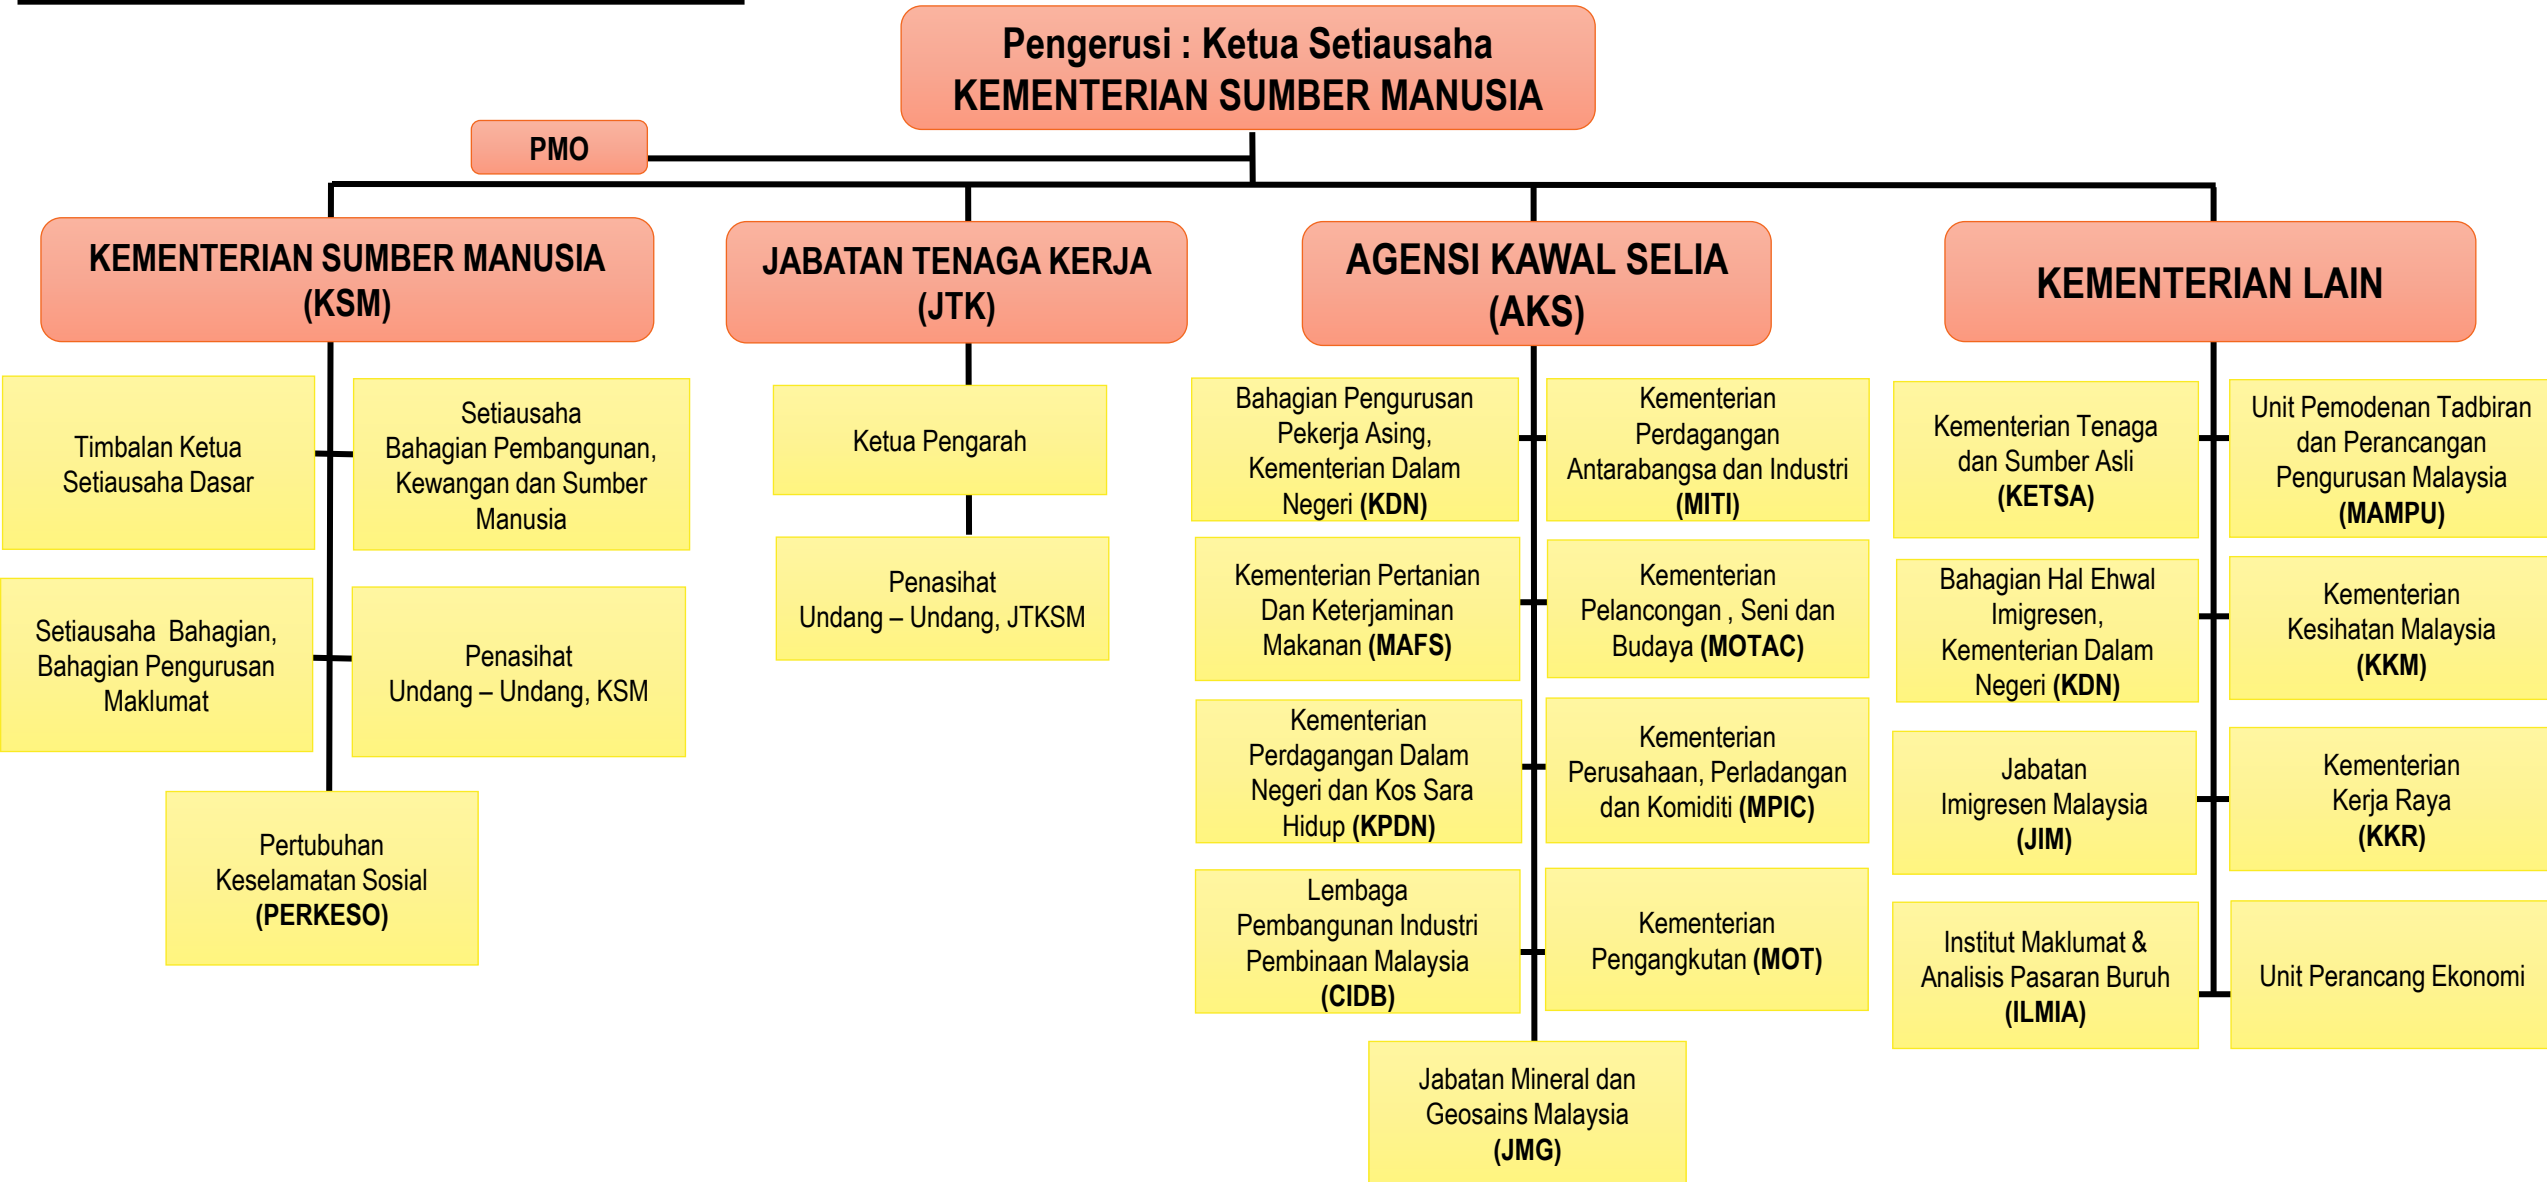 Pengerusi : Ketua Setiausaha
KEMENTERIAN SUMBER MANUSIA
PMO
KEMENTERIAN SUMBER MANUSIA
(KSM)
JABATAN TENAGA KERJA
(JTK)
AGENSI KAWAL SELIA
(AKS)
KEMENTERIAN LAIN
Timbalan Ketua
Setiausaha Dasar
Setiausaha
Bahagian Pembangunan,
Kewangan dan Sumber
Manusia
Setiausaha Bahagian,
Bahagian Pengurusan
Maklumat
Penasihat
Undang – Undang, KSM
Pertubuhan
Keselamatan Sosial
(PERKESO)
Ketua Pengarah
Penasihat
Undang – Undang, JTKSM
Bahagian Pengurusan
Pekerja Asing,
Kementerian Dalam
Negeri (KDN)
Kementerian
Perdagangan
Antarabangsa dan Industri
(MITI)
Kementerian Pertanian
Dan Keterjaminan
Makanan (MAFS)
Kementerian
Pelancongan , Seni dan
Budaya (MOTAC)
Kementerian
Perdagangan Dalam
Negeri dan Kos Sara
Hidup (KPDN)
Kementerian
Perusahaan, Perladangan
dan Komiditi (MPIC)
Lembaga
Pembangunan Industri
Pembinaan Malaysia
(CIDB)
Kementerian
Pengangkutan (MOT)
Jabatan Mineral dan
Geosains Malaysia
(JMG)
Kementerian Tenaga
dan Sumber Asli
(KETSA)
Unit Pemodenan Tadbiran
dan Perancangan
Pengurusan Malaysia
(MAMPU)
Bahagian Hal Ehwal
Imigresen,
Kementerian Dalam
Negeri (KDN)
Kementerian
Kesihatan Malaysia
(KKM)
Jabatan
Imigresen Malaysia
(JIM)
Kementerian
Kerja Raya
(KKR)
Institut Maklumat &
Analisis Pasaran Buruh
(ILMIA)
Unit Perancang Ekonomi